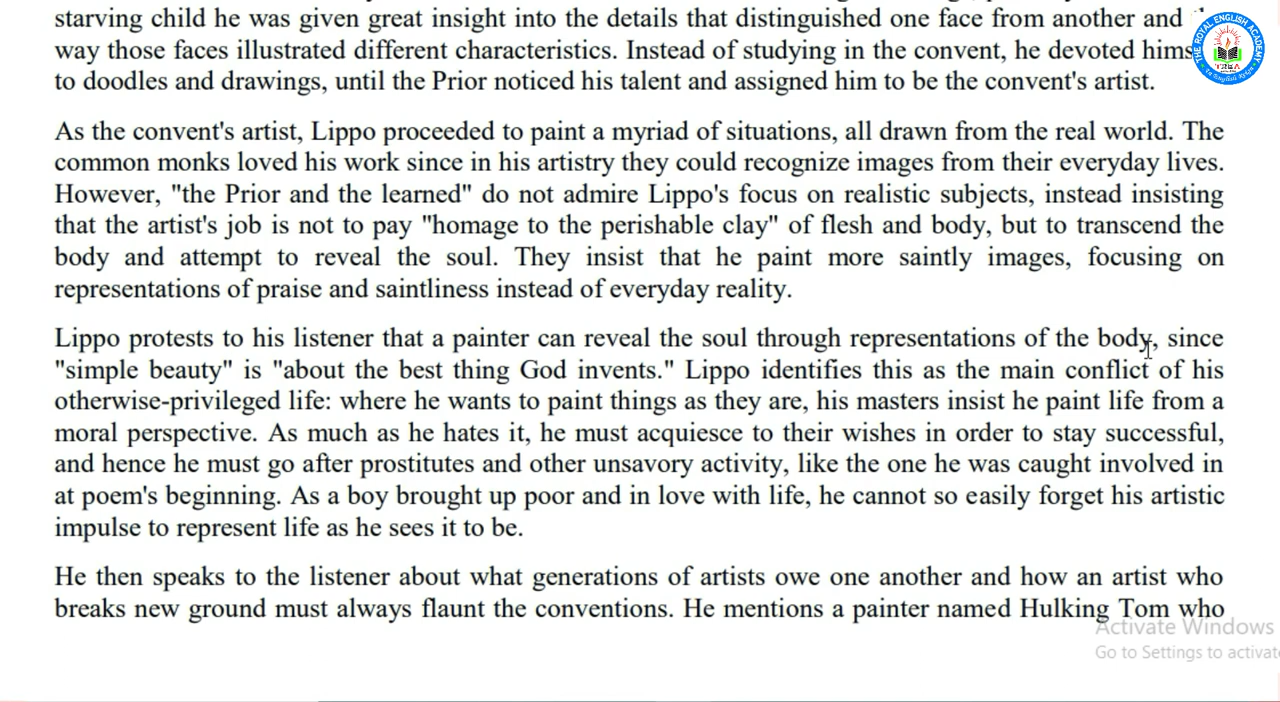 starving child he was given great insight into the details that distinguished one face from another and
way those faces illustrated different characteristics. Instead of studying in the convent, he devoted
to doodles and drawings, until the Prior noticed his talent and assigned him to be the convent's artist.
As the convent's artist, Lippo proceeded to paint a myriad of situations, all drawn from the real world. The
common monks loved his work since in his artistry they could recognize images from their everyday lives.
However, "the Prior and the learned" do not admire Lippo's focus on realistic subjects, instead insisting
that the artist's job is not to pay "homage to the perishable clay" of flesh and body, but to transcend the
body and attempt to reveal the soul. They insist that he paint more saintly images, focusing on
representations of praise and saintliness instead of everyday reality.
Lippo protests to his listener that a painter can reveal the soul through representations of the body, since
"simple beauty" is "about the best thing God invents." Lippo identifies this as the main conflict of his
otherwise-privileged life: where he wants to paint things as they are, his masters insist he paint life from a
moral perspective. As much as he hates it, he must acquiesce to their wishes in order to stay successful,
and hence he must go after prostitutes and other unsavory activity, like the one he was caught involved in
at poem's beginning. As a boy brought up poor and in love with life, he cannot so easily forget his artistic
impulse to represent life as he sees it to be.
He then speaks to the listener about what generations of artists owe one another and how an artist who
breaks new ground must always flaunt the conventions. He mentions a painter named Hulking Tom who
Activate Windows
Go to Settings to activate
THE ROYAL ENGLISH ACADEMY
TREA